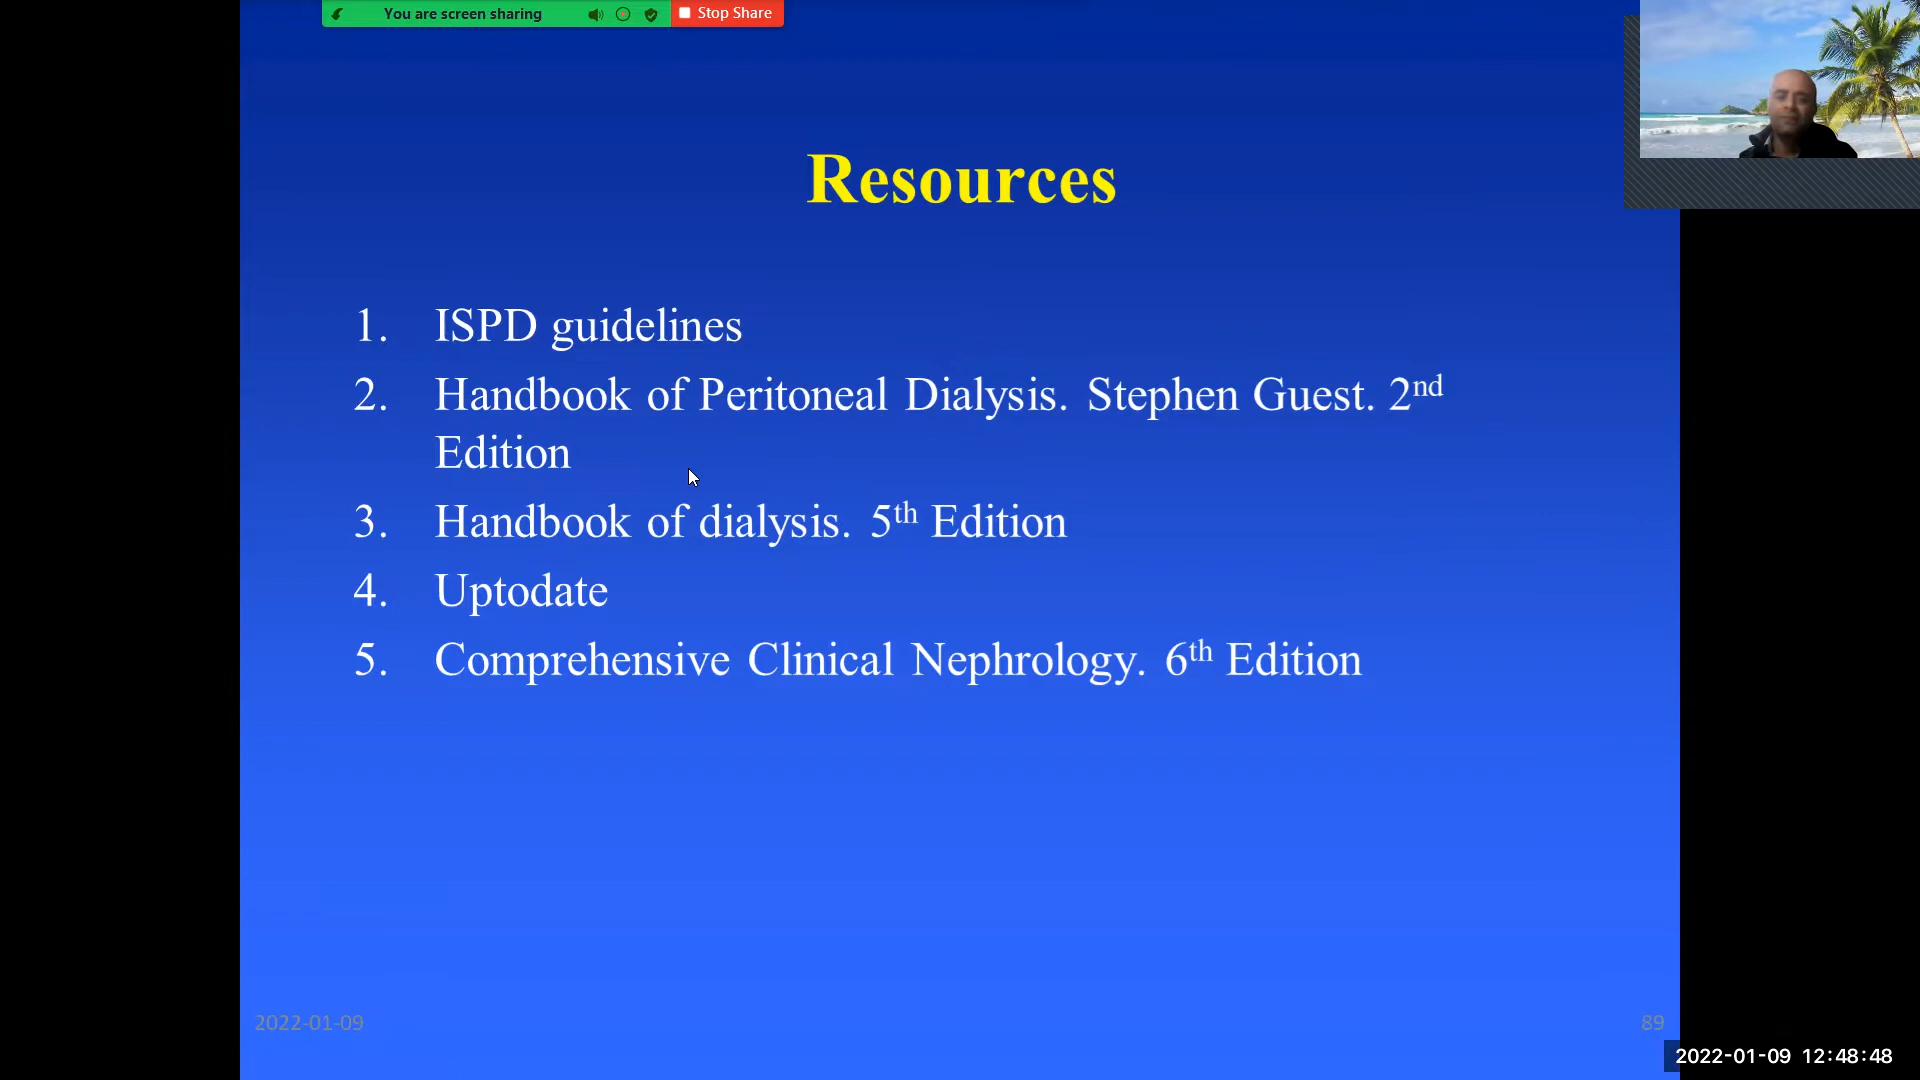 You are screen sharing
Stop Share
Resources
1. ISPD guidelines
2. Handbook of Peritoneal Dialysis. Stephen Guest. 2nd
Edition
3. Handbook of dialysis. 5th Edition
4. Uptodate
5. Comprehensive Clinical Nephrology. 6th Edition
2022-01-09
89
2022-01-09 12:48:48